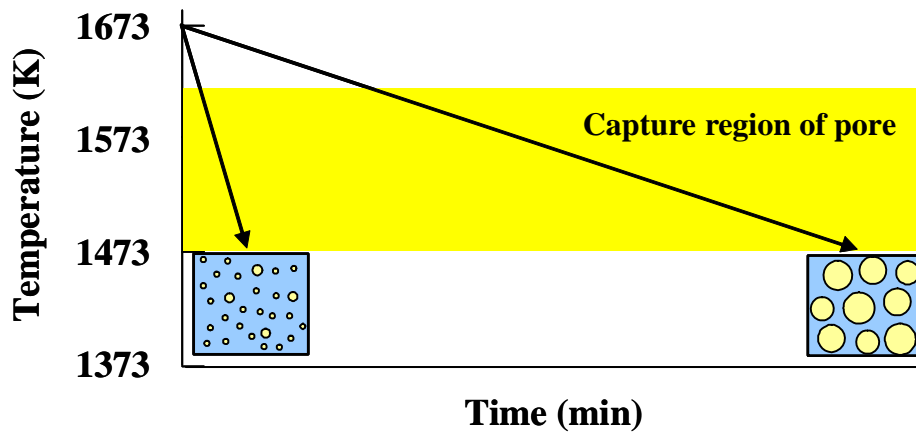 Temperature (K)
1673
1573
1473
1373
Capture region of pore
Time (min)